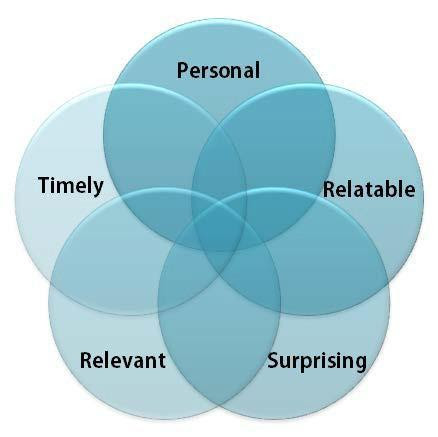 Personal
Timely
Relatable
Relevant
Surprising